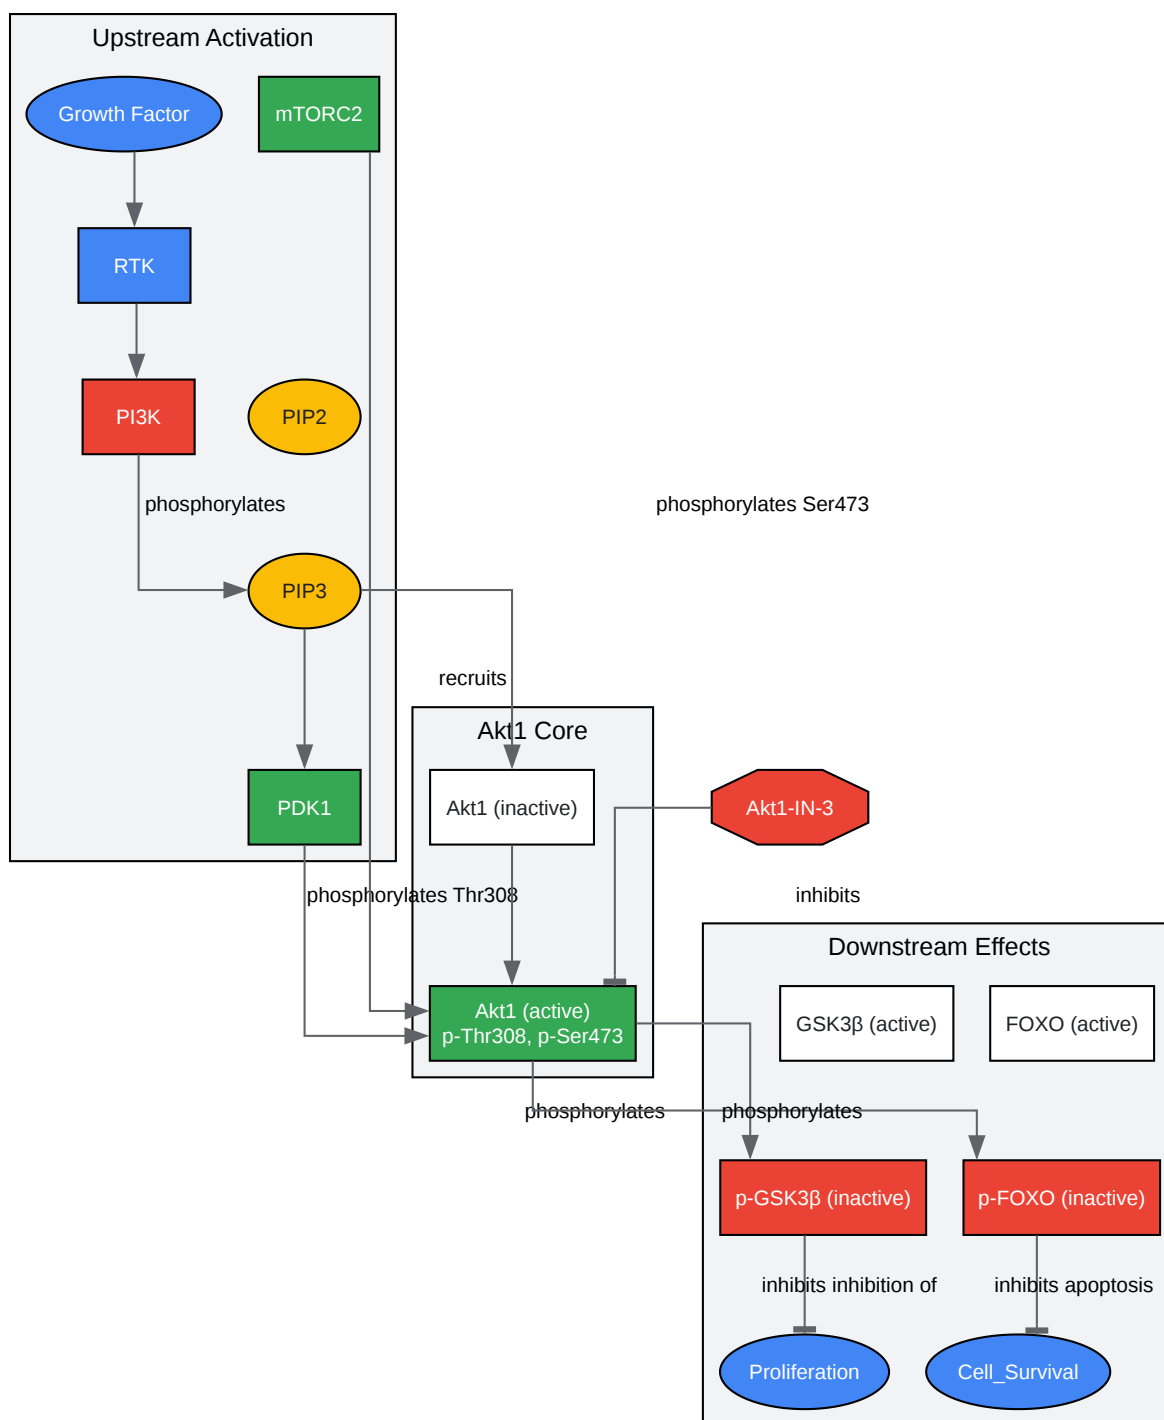 Upstream Activation
Growth Factor
mTORC2
RTK
PI3K
PIP2
phosphorylates
phosphorylates Ser473
PIP3
recruits
Akt1 Core
PDK1
Akt1 (inactive)
Akt1-IN-3
phosphorylates Thr308
inhibits
Downstream Effects
Akt1 (active)
p-Thr308, p-Ser473
GSK3β (active)
FOXO (active)
phosphorylates
phosphorylates
p-GSK3β (inactive)
p-FOXO (inactive)
inhibits inhibition of
inhibits apoptosis
Proliferation
Cell_Survival